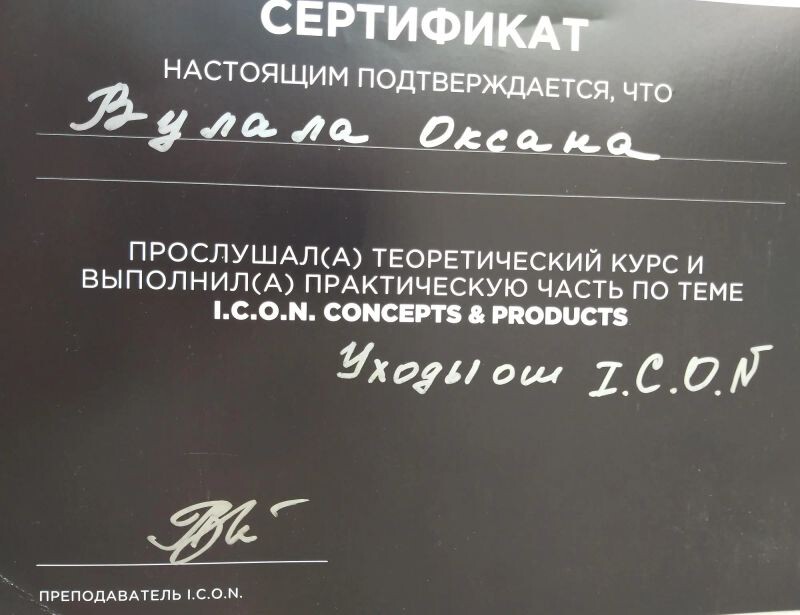 СЕРТИФИКАТ
НАСТОЯЩИМ ПОДТВЕРЖДАЕТСЯ, ЧТО
Вулала Оксана
ПРОСЛУШАЛ(А) ТЕОРЕТИЧЕСКИЙ КУРС И
ВЫПОЛНИЛ(А) ПРАКТИЧЕСКУЮ ЧАСТЬ ПО ТЕМЕ
I.C.O.N. CONCEPTS & PRODUCTS
Уходы от I.C.O.N
ПРЕПОДАВАТЕЛЬ I.C.O.N.